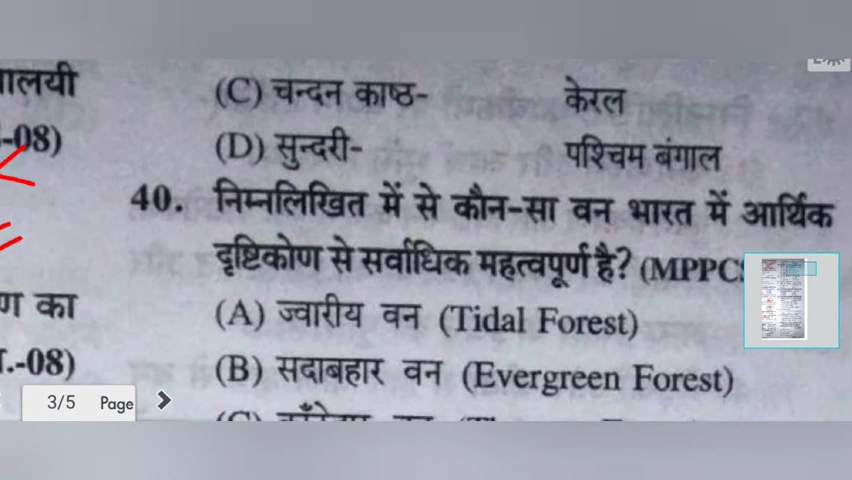 (C) चन्दन काष्ठ- केरल
-08)
(D) सुन्दरी- पश्चिम बंगाल
40. निम्नलिखित में से कौन-सा वन भारत में आर्थिक
दृष्टिकोण से सर्वाधिक महत्वपूर्ण है? (MPPC
(A) ज्वारीय वन (Tidal Forest)
का
-08)
(B) सदाबहार वन (Evergreen Forest)
3/5 Page